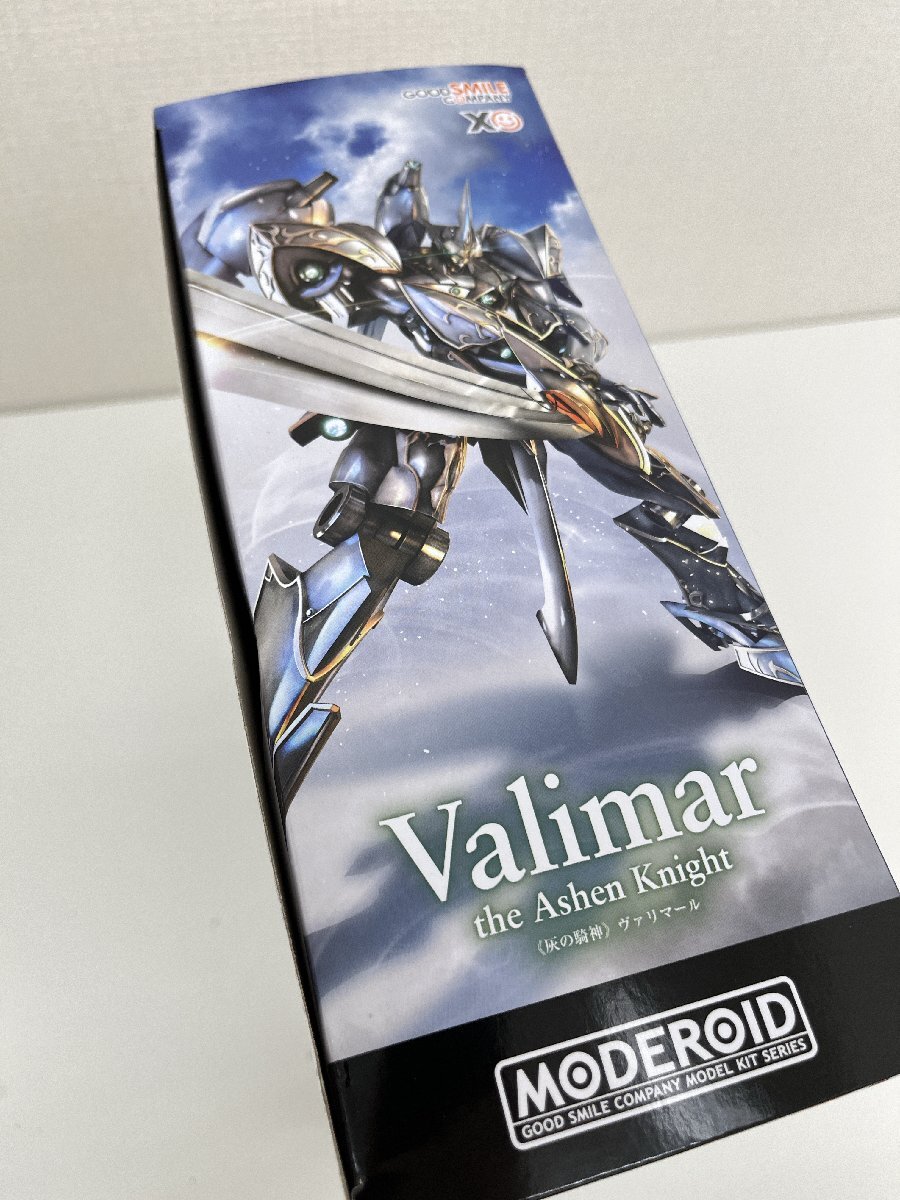 GOOD SMILE
COMPANY
X
Valimar
the Ashen Knight
《灰の騎神》ヴァリマール
MODEROID
GOOD SMILE COMPANY MODEL KIT SERIES